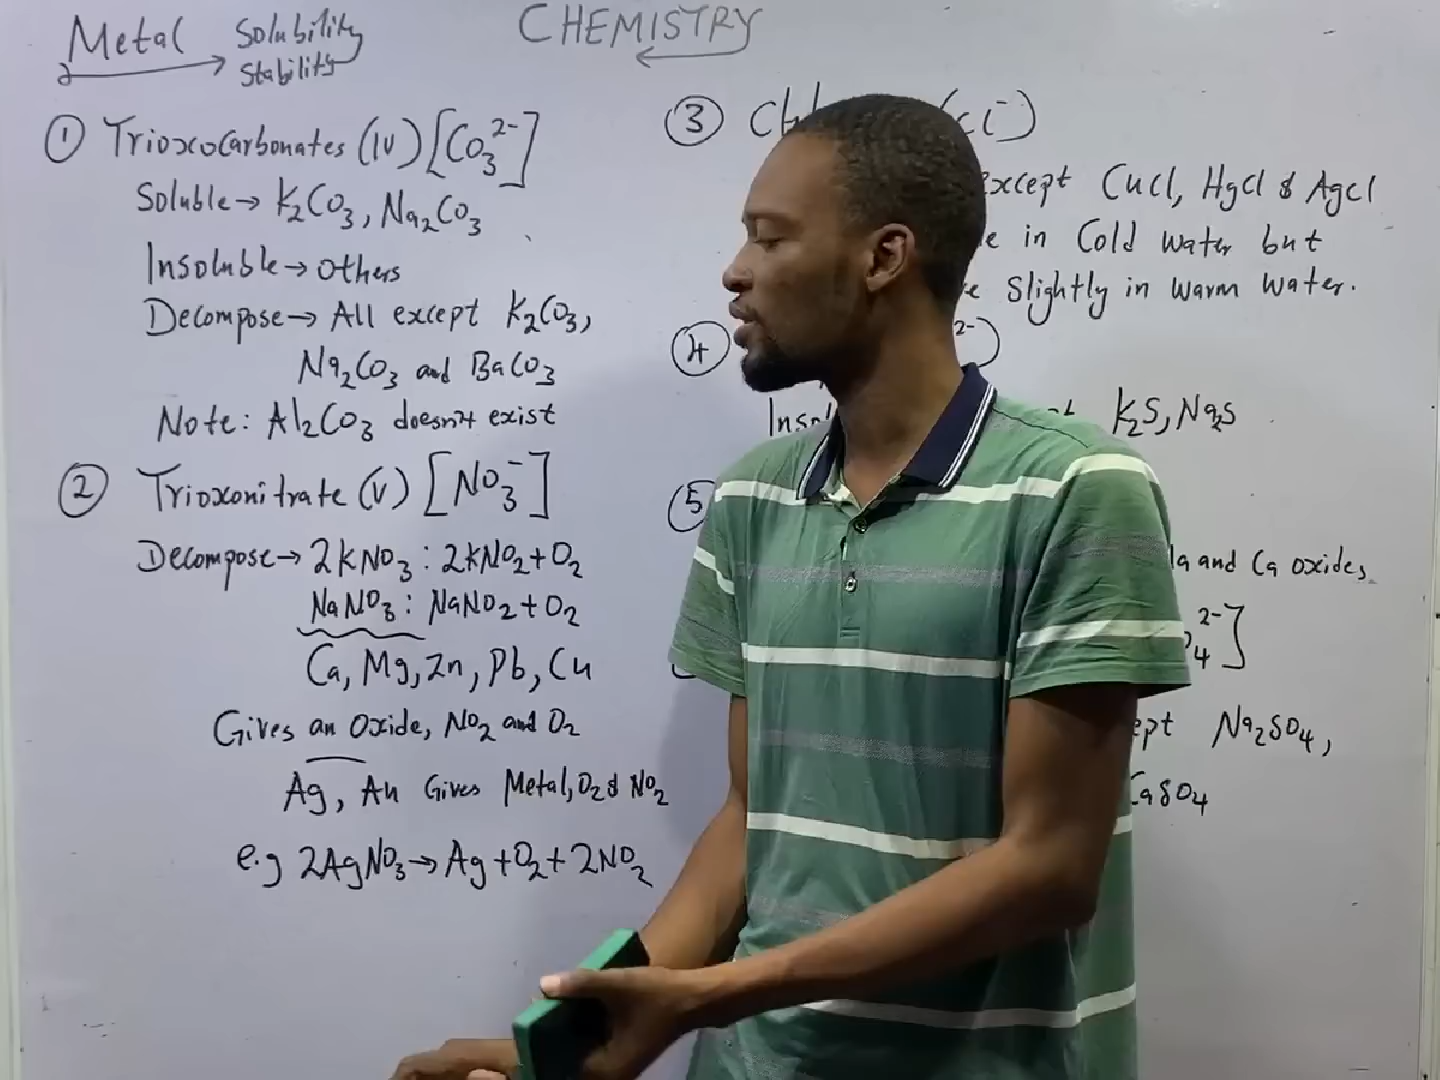 Metal → Solubility
Stability
CHEMISTRY
① Trioxocarbonates (IV) [CO₃²⁻]
Soluble → K₂CO₃, Na₂CO₃
Insoluble → others
Decompose → All except K₂CO₃,
Na₂CO₃ and BaCO₃
Note: Al₂CO₃ doesn't exist
② Trioxonitrate (V) [NO₃⁻]
Decompose → 2KNO₃ : 2KNO₂ + O₂
NaNO₃ : NaNO₂ + O₂
Ca, Mg, Zn, Pb, Cu
Gives an Oxide, NO₂ and O₂
Ag, Au Gives Metal, O₂ & NO₂
e.g 2AgNO₃ → Ag + O₂ + 2NO₂
③ (Cl⁻)
except CuCl, HgCl & AgCl
in Cold water but
Slightly in warm water.
④ ²⁻)
K₂S, Na₂S
⑤
and Ca oxides
₄²⁻]
Na₂SO₄,
CaSO₄